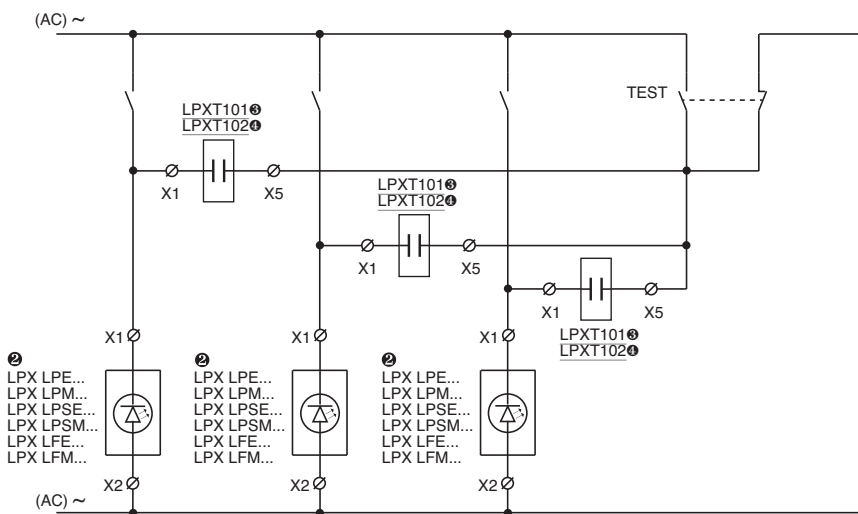 (AC) ~
TEST
LPXT101❸
LPXT102❹
X1
X5
LPXT101❸
LPXT102❹
X1
X5
X1
X5
LPXT101❸
LPXT102❹
X1
X1
X1
❷
LPX LPE...
LPX LPM...
LPX LPSE...
LPX LPSM...
LPX LFE...
LPX LFM...
❷
LPX LPE...
LPX LPM...
LPX LPSE...
LPX LPSM...
LPX LFE...
LPX LFM...
❷
LPX LPE...
LPX LPM...
LPX LPSE...
LPX LPSM...
LPX LFE...
LPX LFM...
X2
X2
X2
(AC) ~